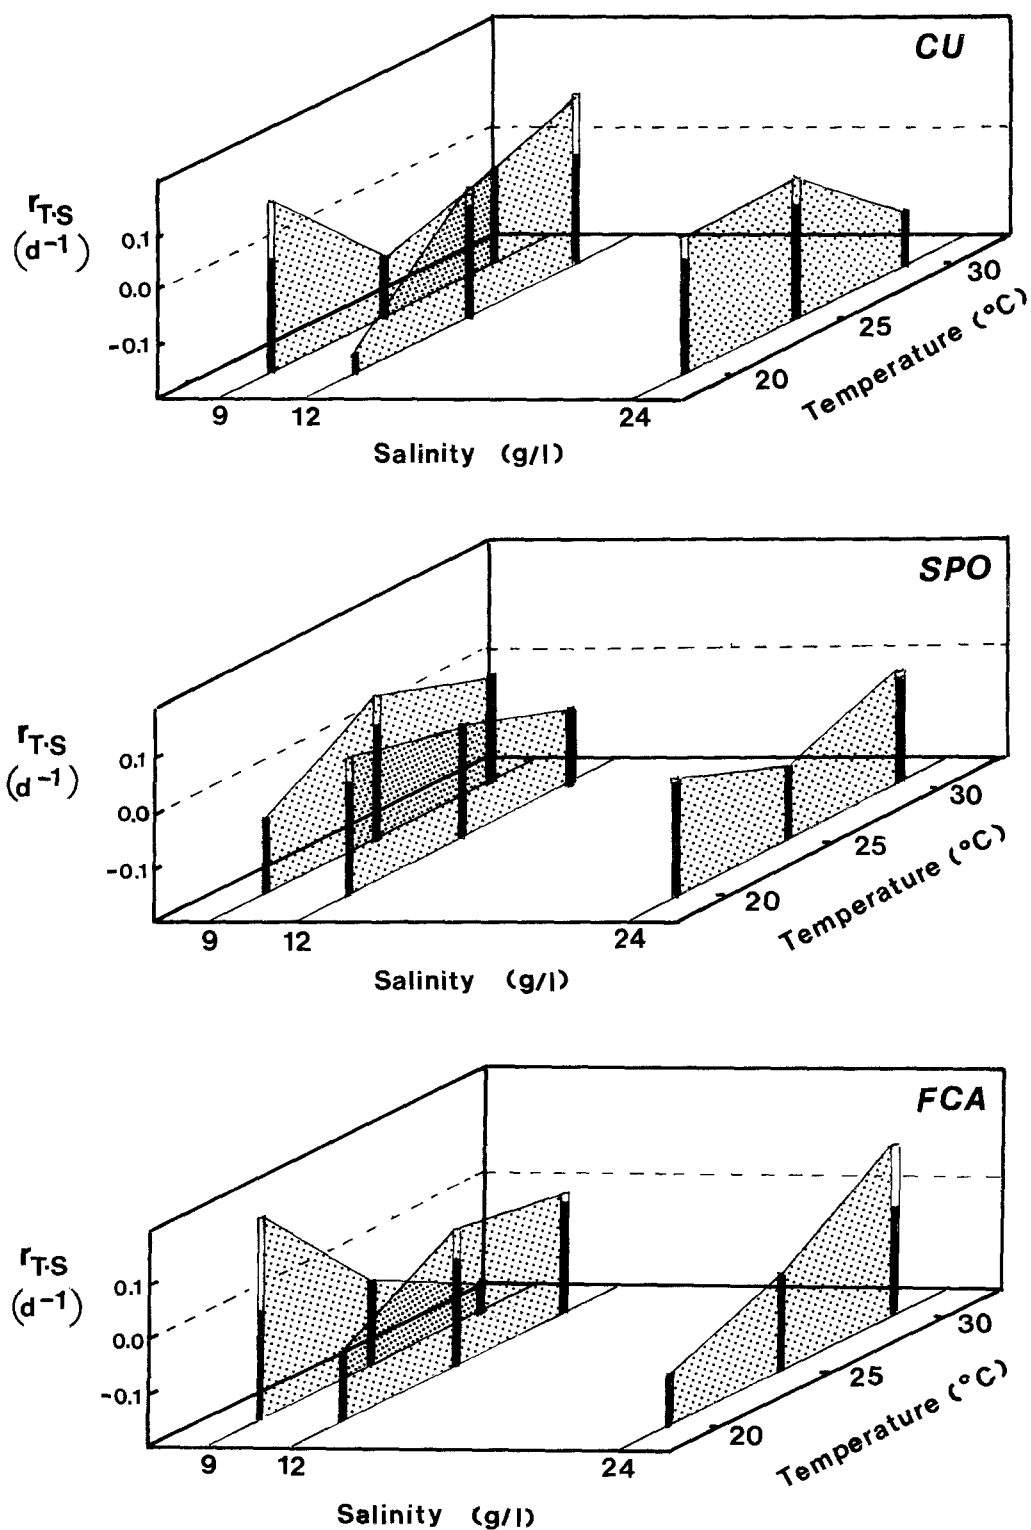 CU
rT·S
(d-1)
0.1
0.0
-0.1
9
12
24
20
25
30
Salinity (g/l)
Temperature (°C)
SPO
rT·S
(d-1)
0.1
0.0
-0.1
9
12
24
20
25
30
Salinity (g/l)
Temperature (°C)
FCA
rT·S
(d-1)
0.1
0.0
-0.1
9
12
24
20
25
30
Salinity (g/l)
Temperature (°C)